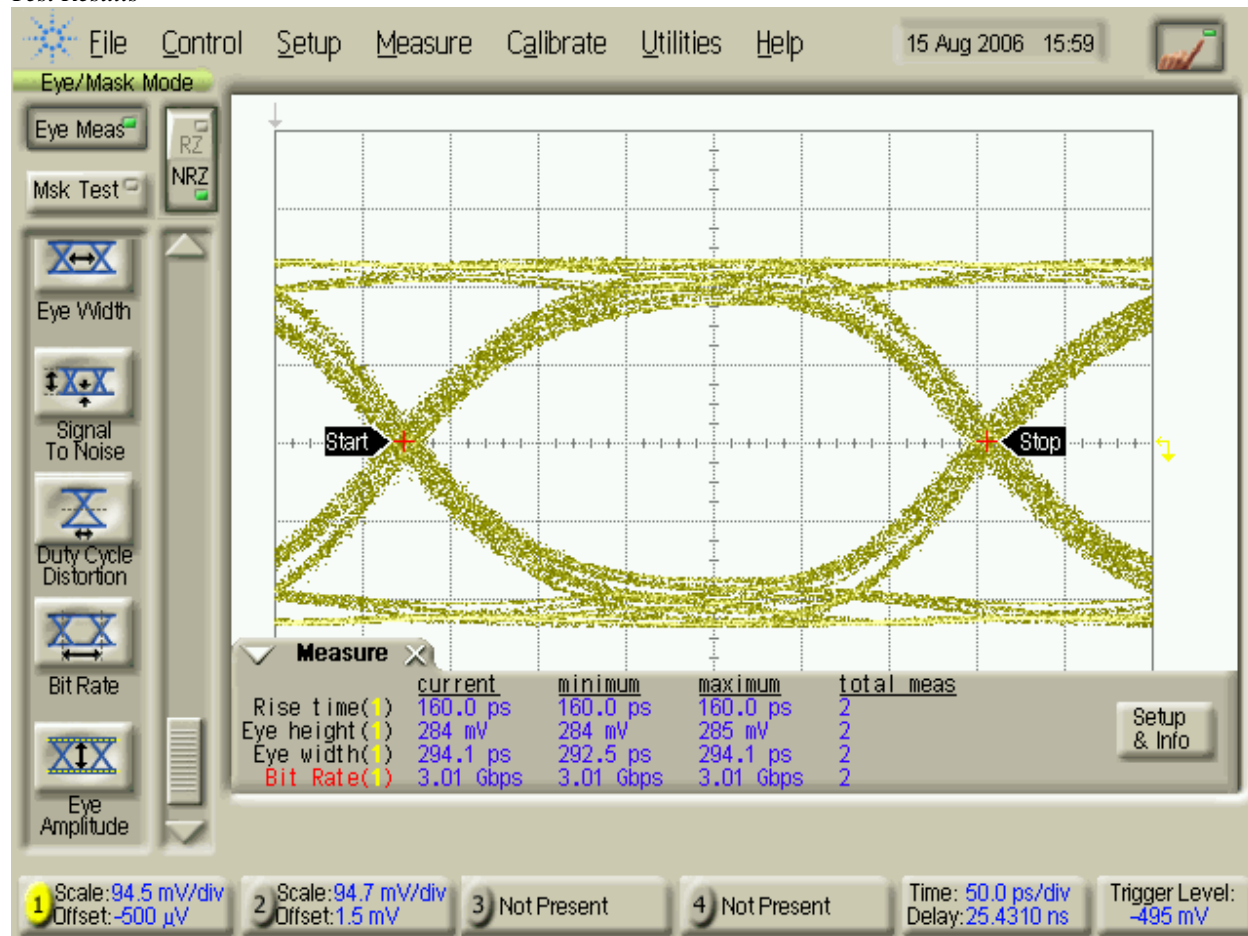 Test Results
File Control Setup Measure Calibrate Utilities Help 15 Aug 2006 15:59
Eye/Mask Mode
Eye Meas
RZ
NRZ
Msk Test
Eye Width
Signal
To Noise
Duty Cycle
Distortion
Bit Rate
Eye
Amplitude
Start
Stop
Measure
current minimum maximum total meas
Rise time(1) 160.0 ps 160.0 ps 160.0 ps 2
Eye height(1) 284 mV 284 mV 285 mV 2
Eye width(1) 294.1 ps 292.5 ps 294.1 ps 2
Bit Rate(1) 3.01 Gbps 3.01 Gbps 3.01 Gbps 2
Setup
& Info
1 Scale:94.5 mV/div
Offset:-500 µV
2 Scale:94.7 mV/div
Offset:1.5 mV
3 Not Present
4 Not Present
Time: 50.0 ps/div
Delay:25.4310 ns
Trigger Level:
-495 mV